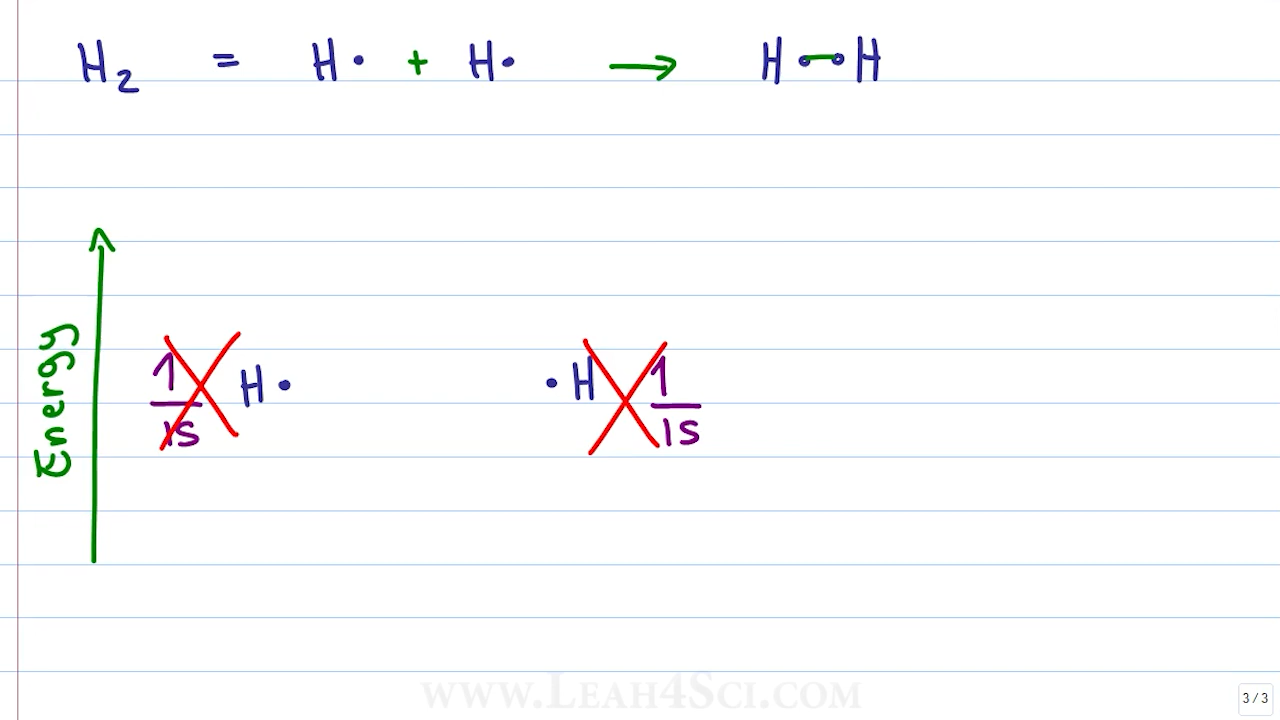 H₂ = H• + H• → H•–•H
Energy
1 H• •H 1
1s 1s
www.Leah4Sci.com
3 / 3